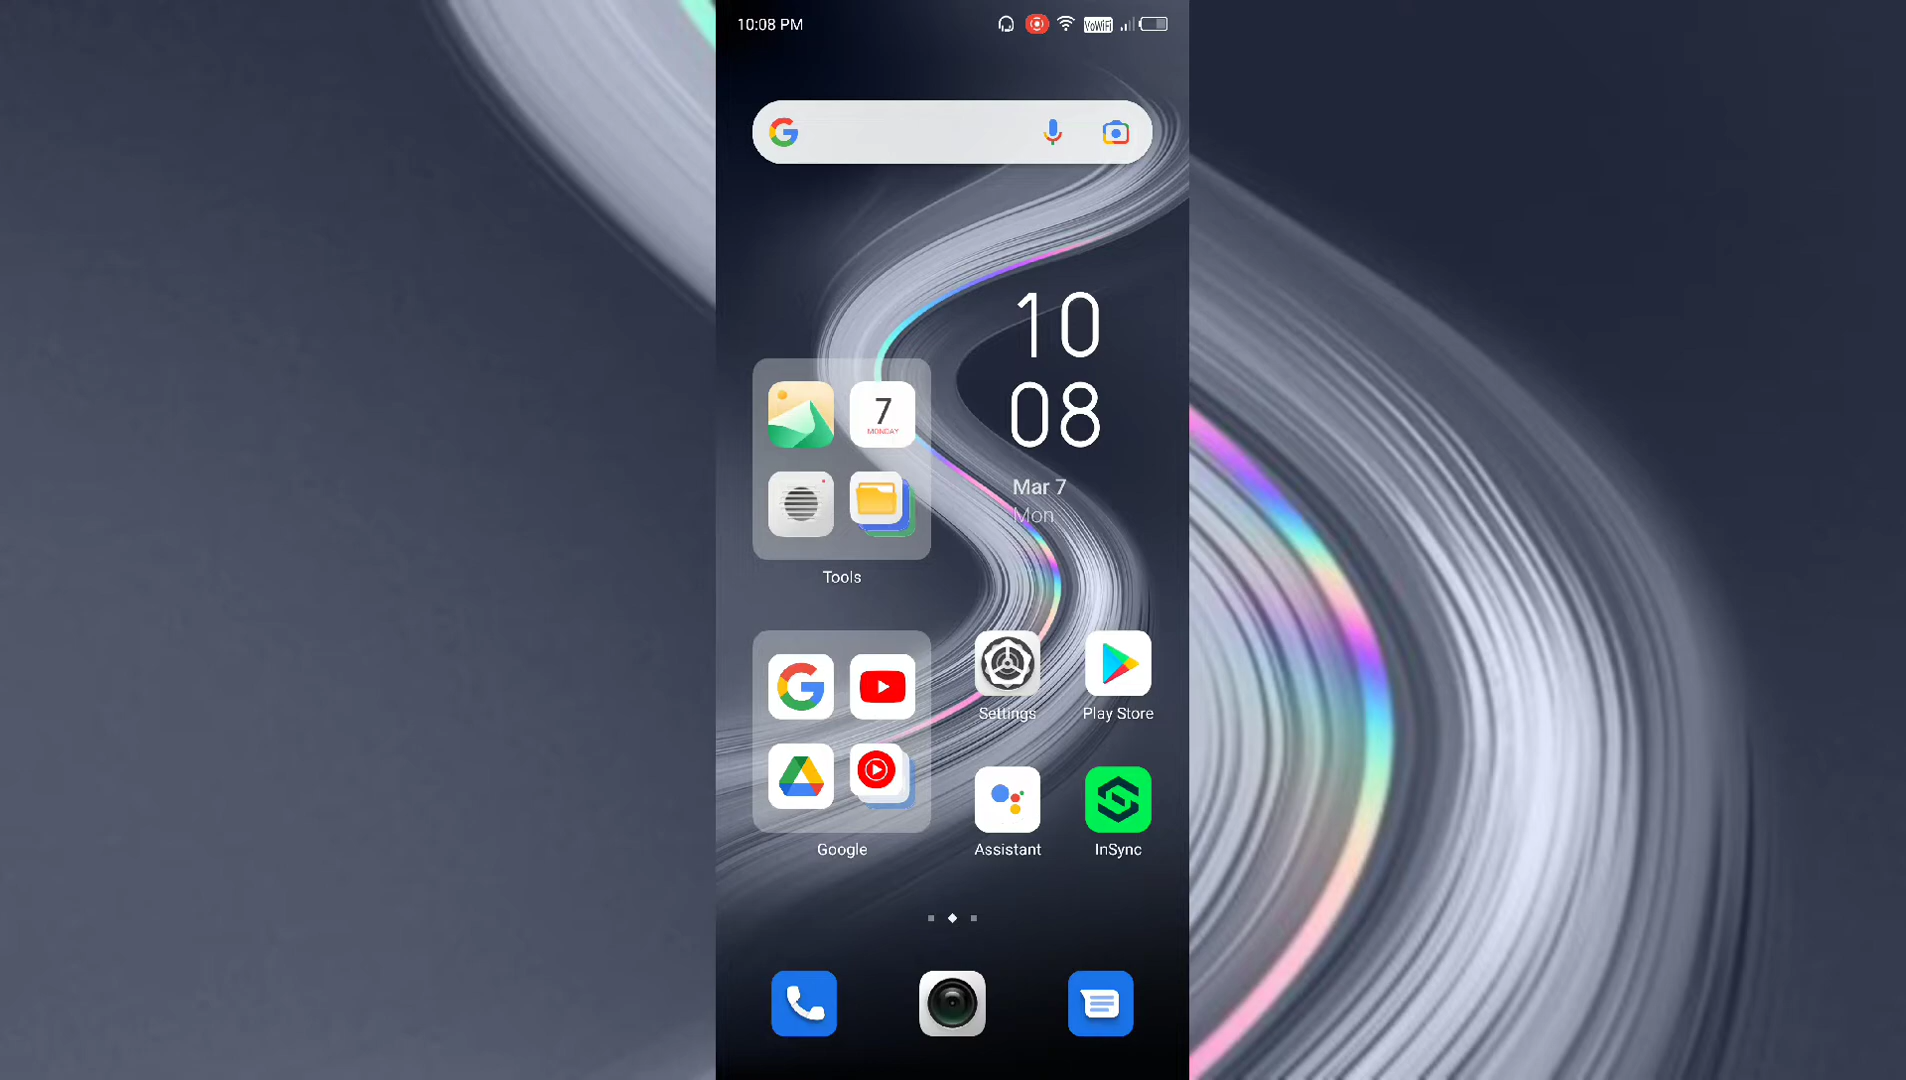 10:08 PM
VoWiFi
10
08
Mar 7
Mon
7
MONDAY
Tools
Settings
Play Store
Google
Assistant
InSync